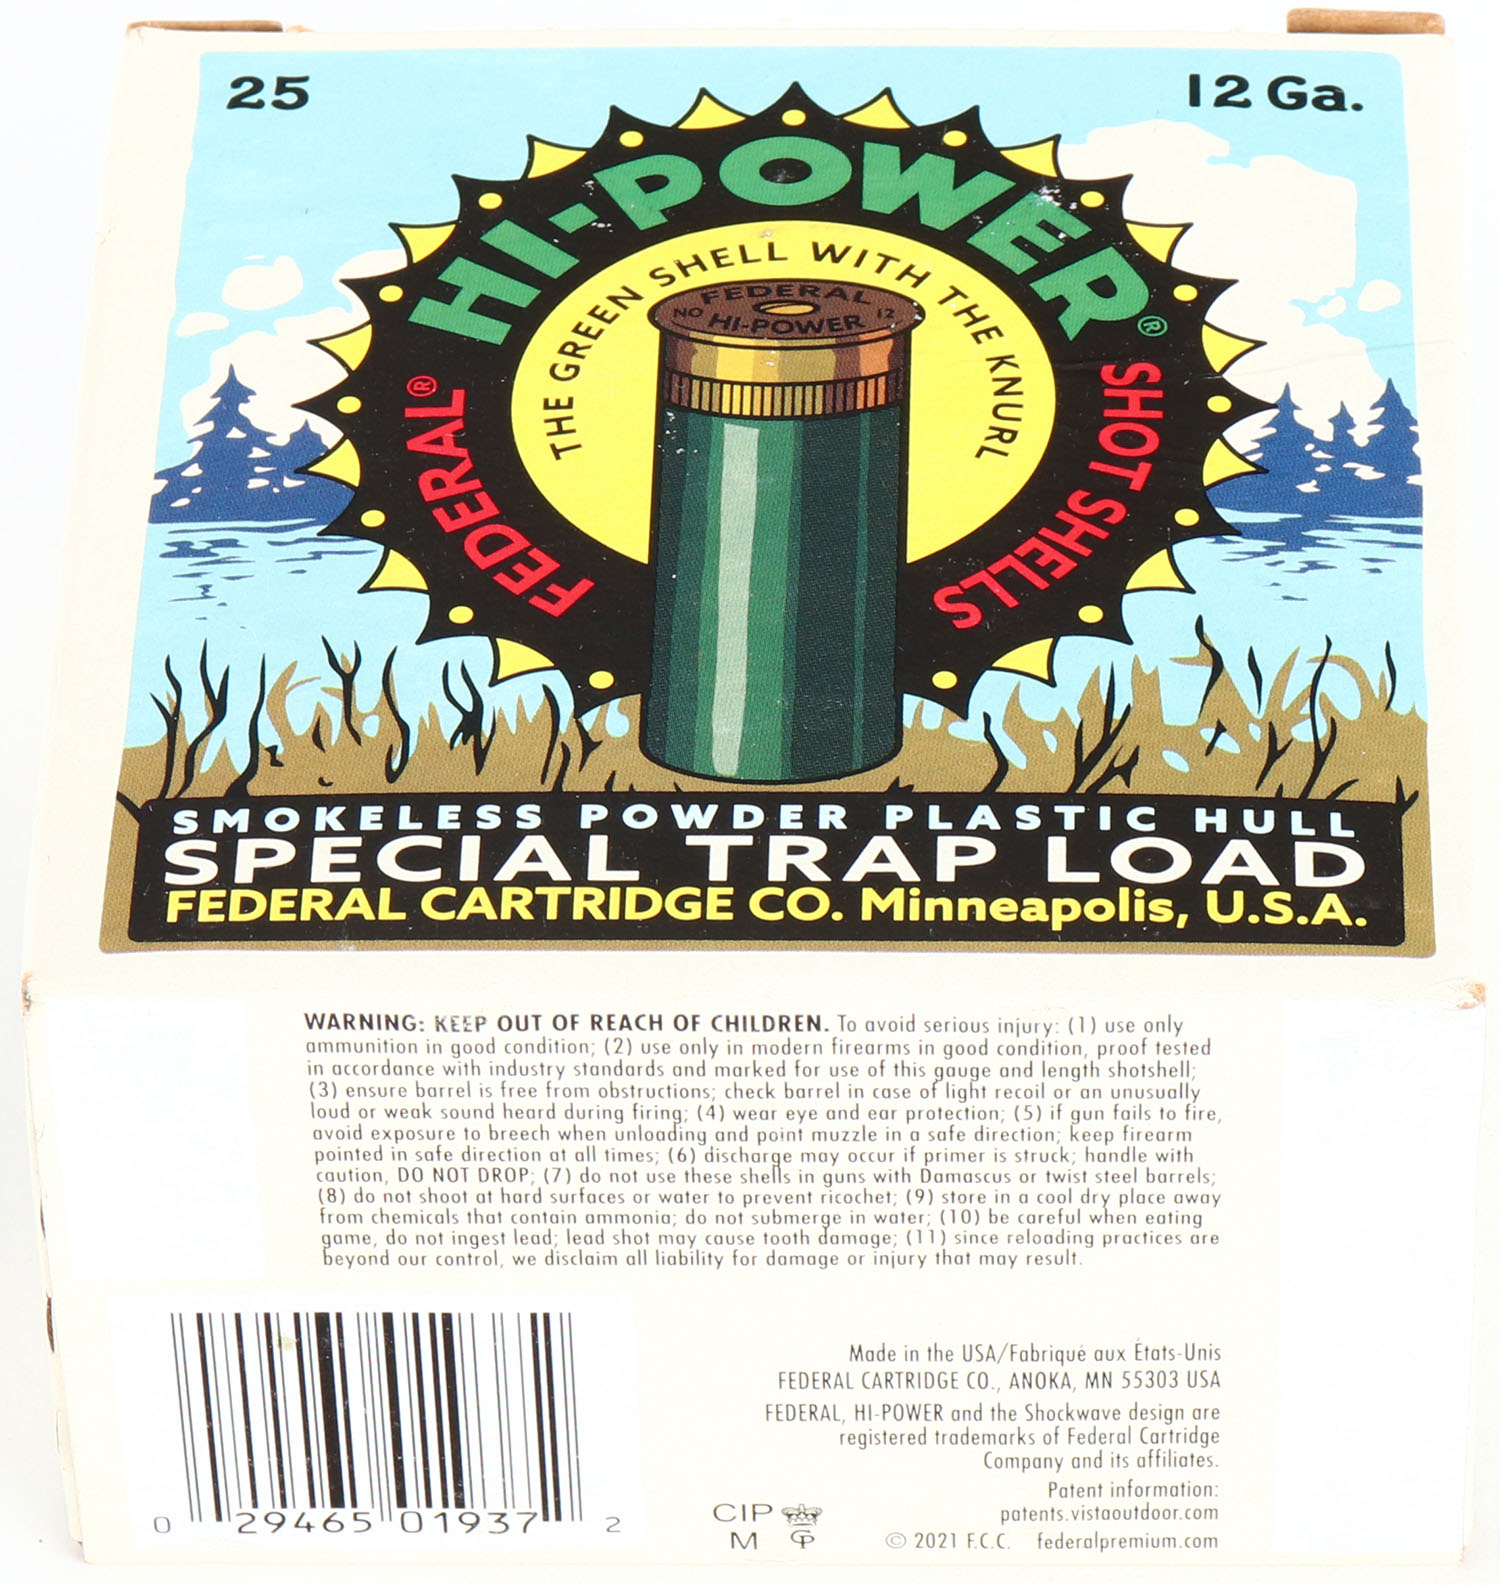 25
12 Ga.
HI-POWER®
FEDERAL® SHOT SHELLS
THE GREEN SHELL WITH THE KNURL
FEDERAL
NO HI-POWER 12
SMOKELESS POWDER PLASTIC HULL
SPECIAL TRAP LOAD
FEDERAL CARTRIDGE CO. Minneapolis, U.S.A.
WARNING: KEEP OUT OF REACH OF CHILDREN. To avoid serious injury: (1) use only
ammunition in good condition; (2) use only in modern firearms in good condition, proof tested
in accordance with industry standards and marked for use of this gauge and length shotshell;
(3) ensure barrel is free from obstructions; check barrel in case of light recoil or an unusually
loud or weak sound heard during firing; (4) wear eye and ear protection; (5) if gun fails to fire,
avoid exposure to breech when unloading and point muzzle in a safe direction; keep firearm
pointed in safe direction at all times; (6) discharge may occur if primer is struck; handle with
caution, DO NOT DROP; (7) do not use these shells in guns with Damascus or twist steel barrels;
(8) do not shoot at hard surfaces or water to prevent ricochet; (9) store in a cool dry place away
from chemicals that contain ammonia; do not submerge in water; (10) be careful when eating
game, do not ingest lead; lead shot may cause tooth damage; (11) since reloading practices are
beyond our control, we disclaim all liability for damage or injury that may result.
Made in the USA/Fabriqué aux États-Unis
FEDERAL CARTRIDGE CO., ANOKA, MN 55303 USA
FEDERAL, HI-POWER and the Shockwave design are
registered trademarks of Federal Cartridge
Company and its affiliates.
Patent information:
patents.vistaoutdoor.com
© 2021 F.C.C. federalpremium.com
CIP
M GP
0 29465 01937 2